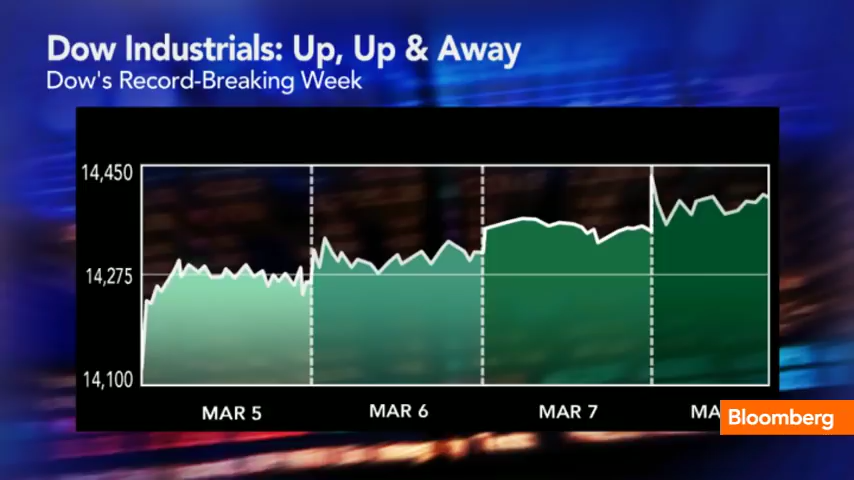 Dow Industrials: Up, Up & Away
Dow's Record-Breaking Week
14,450
14,275
14,100
MAR 5
MAR 6
MAR 7
MA
Bloomberg